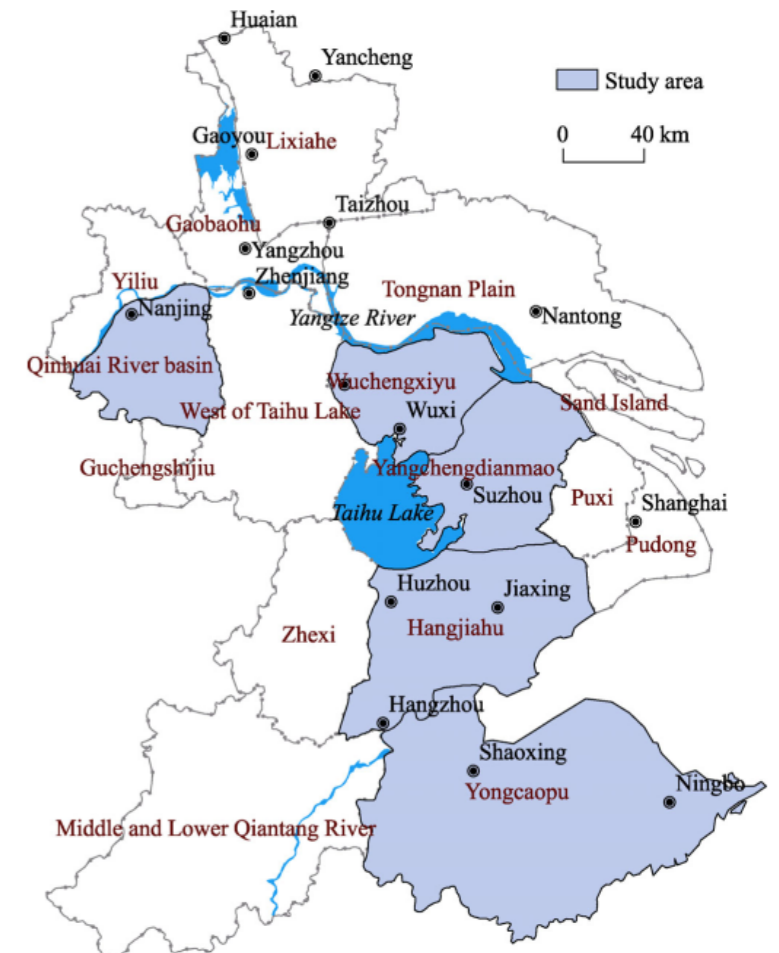 Huaian
Yancheng
Study area
0 40 km
Gaoyou
Lixiahe
Taizhou
Gaobaohu
Yangzhou
Yiliu
Zhenjiang
Tongnan Plain
Nanjing
Yangtze River
Nantong
Qinhuai River basin
Wuchengxiyu
West of Taihu Lake
Wuxi
Sand Island
Guchengshijiu
Yangchengdianmao
Suzhou
Puxi
Shanghai
Taihu Lake
Pudong
Huzhou
Jiaxing
Zhexi
Hangjiahu
Hangzhou
Shaoxing
Ningbo
Yongcaopu
Middle and Lower Qiantang River